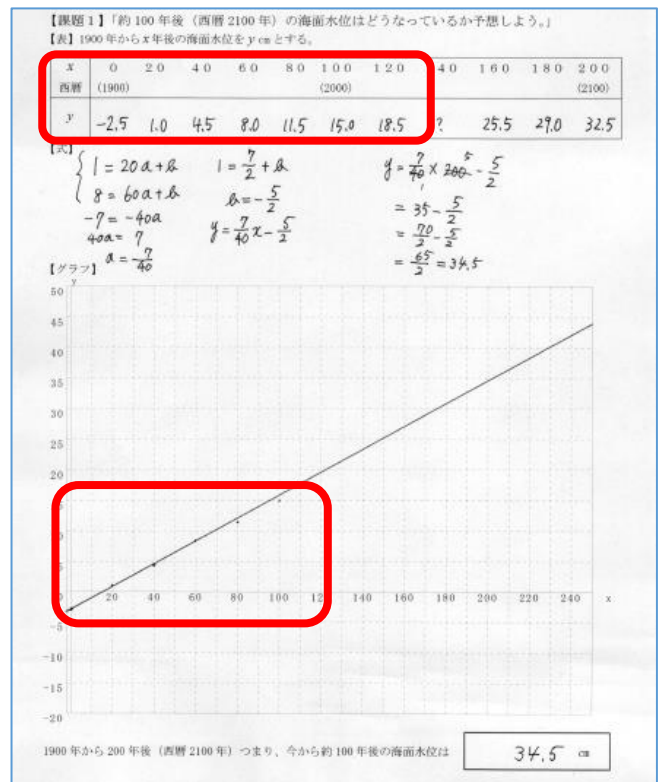 【課題1】「約100年後（西暦2100年）の海面水位はどうなっているか予想しよう。」
【表】1900年からx年後の海面水位をy cmとする。
x 0 20 40 60 80 100 120 40 160 180 200
西暦 (1900) (2000) (2100)
y -2.5 1.0 4.5 8.0 11.5 15.0 18.5 ? 25.5 29.0 32.5
【式】
1 = 20a+b
8 = 60a+b
-7 = -40a
40a = 7
a = 7/40
1 = 7/2 + b
b = -5/2
y = 7/40 x - 5/2
y = 7/40 × 200 - 5/2
= 35 - 5/2
= 70/2 - 5/2
= 65/2 = 34.5
【グラフ】
y
50
45
40
35
30
25
20
20 40 60 80 100 120 140 160 180 200 220 240 x
-5
-10
-15
-20
1900年から200年後（西暦2100年）つまり、今から約100年後の海面水位は 34.5 cm